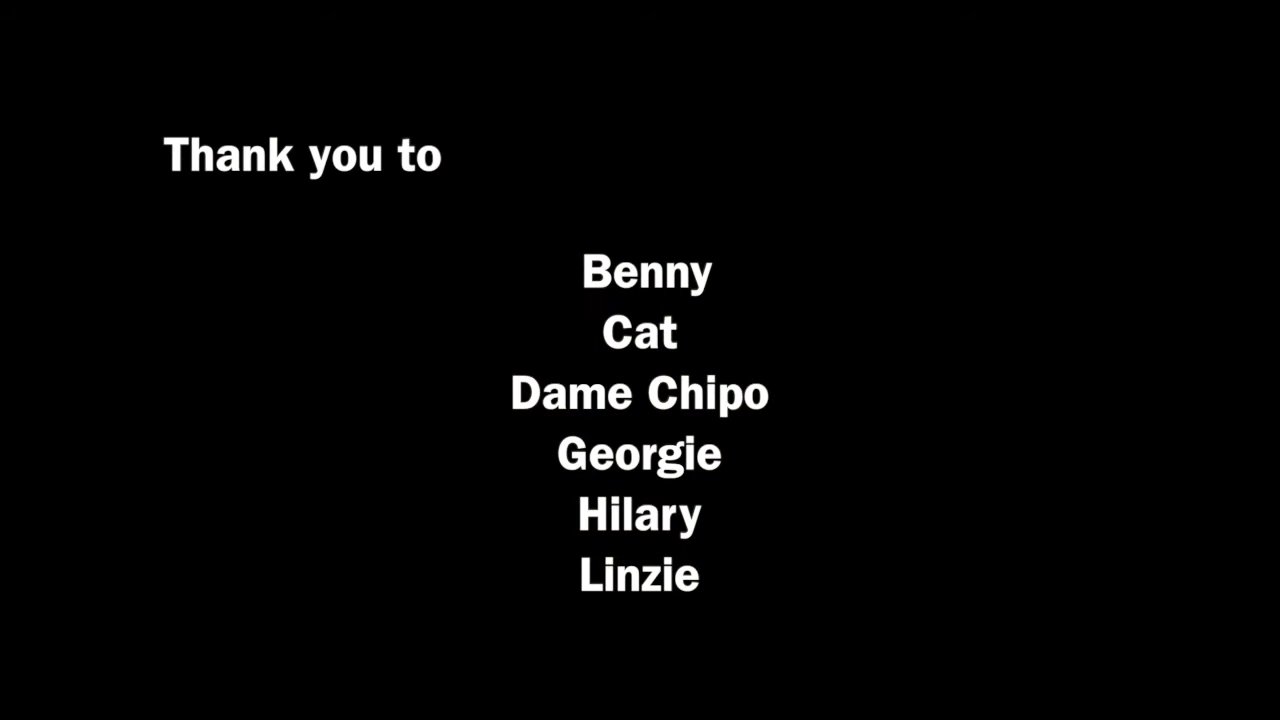 Thank you to
Benny
Cat
Dame Chipo
Georgie
Hilary
Linzie